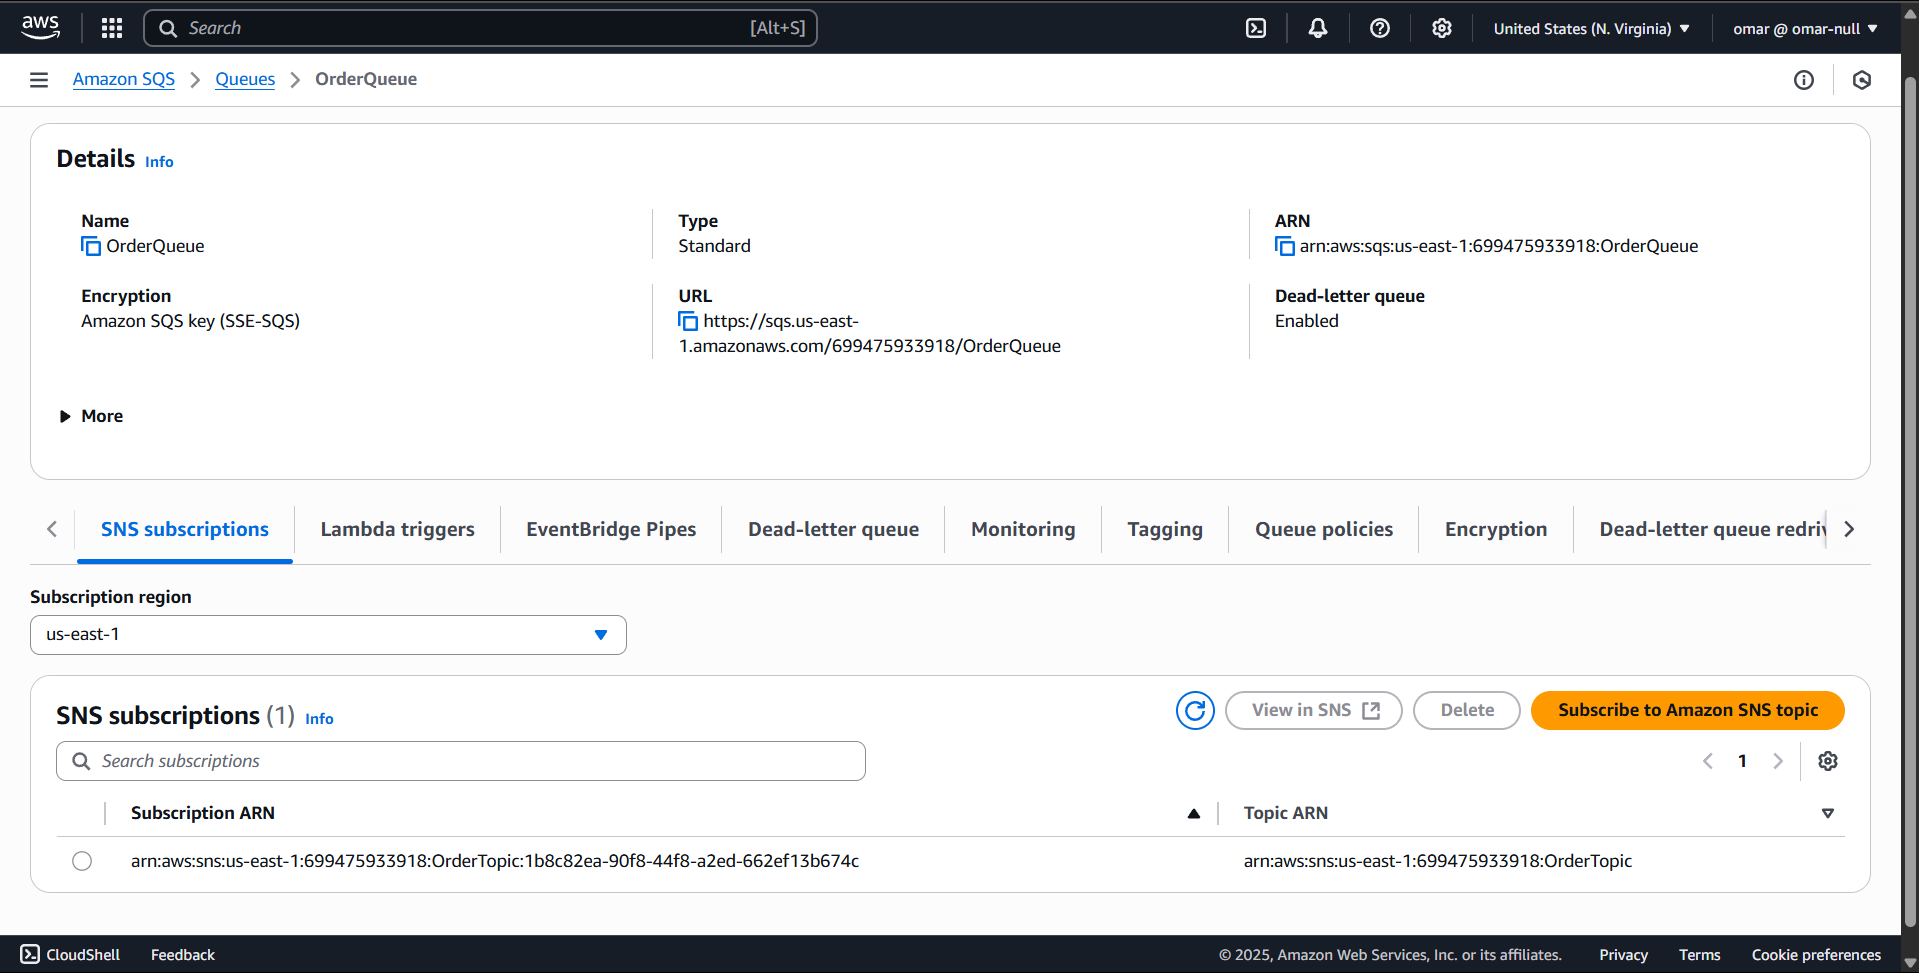 aws
Search [Alt+S]
United States (N. Virginia)
omar @ omar-null
Amazon SQS
Queues
OrderQueue
Details Info
Name
OrderQueue
Type
Standard
ARN
arn:aws:sqs:us-east-1:699475933918:OrderQueue
Encryption
Amazon SQS key (SSE-SQS)
URL
https://sqs.us-east-
1.amazonaws.com/699475933918/OrderQueue
Dead-letter queue
Enabled
More
SNS subscriptions
Lambda triggers
EventBridge Pipes
Dead-letter queue
Monitoring
Tagging
Queue policies
Encryption
Dead-letter queue redriv
Subscription region
us-east-1
SNS subscriptions (1) Info
View in SNS
Delete
Subscribe to Amazon SNS topic
Search subscriptions
1
Subscription ARN
Topic ARN
arn:aws:sns:us-east-1:699475933918:OrderTopic:1b8c82ea-90f8-44f8-a2ed-662ef13b674c
arn:aws:sns:us-east-1:699475933918:OrderTopic
CloudShell
Feedback
© 2025, Amazon Web Services, Inc. or its affiliates.
Privacy
Terms
Cookie preferences